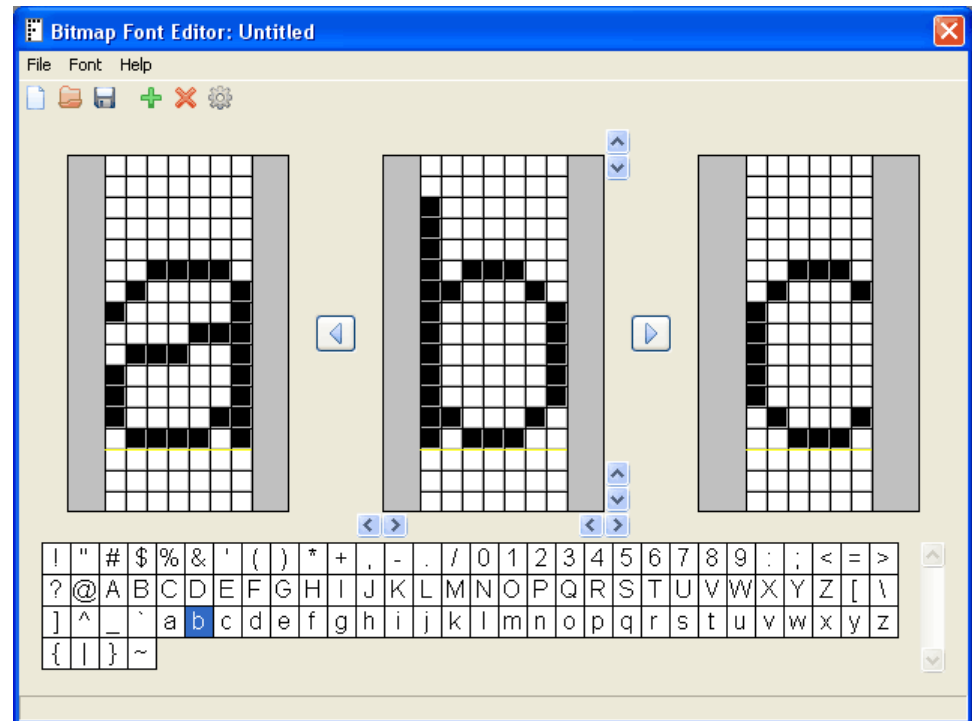 Bitmap Font Editor: Untitled
File Font Help
a b c
! " # $ % & ' ( ) * + , - . / 0 1 2 3 4 5 6 7 8 9 : ; < = >
? @ A B C D E F G H I J K L M N O P Q R S T U V W X Y Z [ \
] ^ _ ` a b c d e f g h i j k l m n o p q r s t u v w x y z
{ | } ~